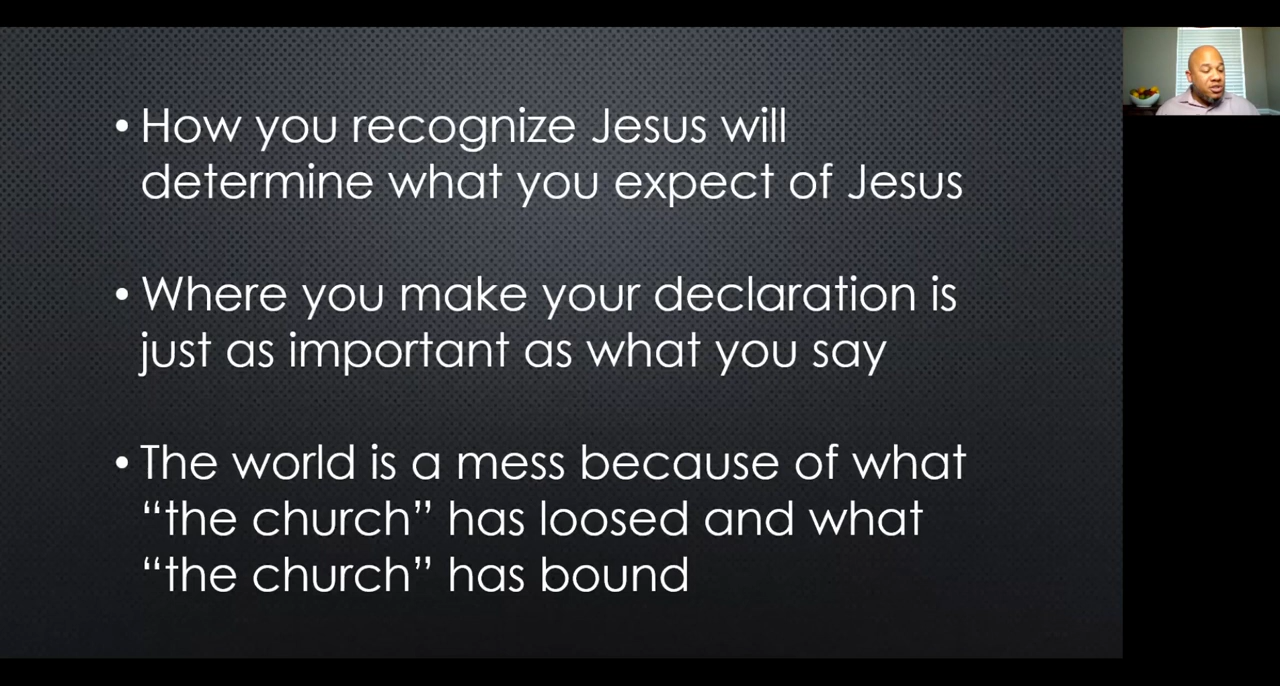 • How you recognize Jesus will
determine what you expect of Jesus
• Where you make your declaration is
just as important as what you say
• The world is a mess because of what
“the church” has loosed and what
“the church” has bound